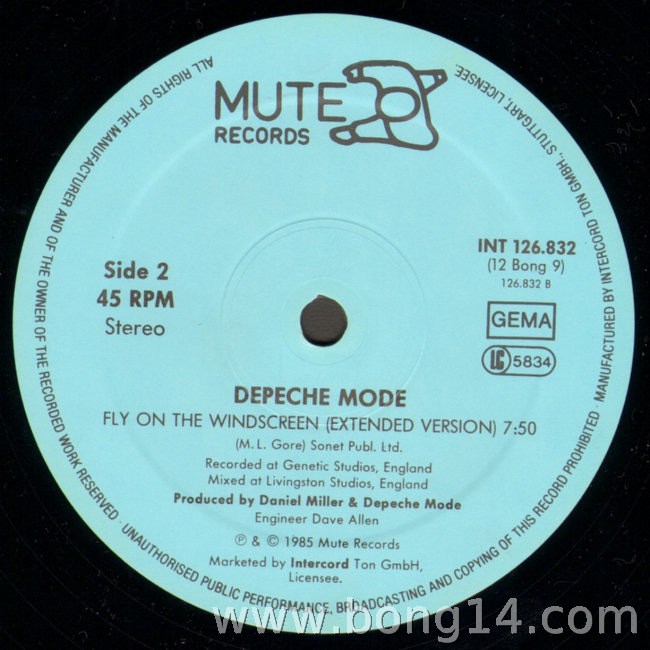 MUTE
RECORDS
Side 2
45 RPM
Stereo
INT 126.832
(12 Bong 9)
126.832 B
GEMA
LC 5834
DEPECHE MODE
FLY ON THE WINDSCREEN (EXTENDED VERSION) 7:50
(M. L. Gore) Sonet Publ. Ltd.
Recorded at Genetic Studios, England
Mixed at Livingston Studios, England
Produced by Daniel Miller & Depeche Mode
Engineer Dave Allen
Ⓟ & © 1985 Mute Records
Marketed by Intercord Ton GmbH,
Licensee.
ALL RIGHTS OF THE MANUFACTURER AND OF THE OWNER OF THE RECORDED WORK RESERVED · UNAUTHORISED PUBLIC PERFORMANCE, BROADCASTING AND COPYING OF THIS RECORD PROHIBITED · MANUFACTURED BY INTERCORD TON GMBH., STUTTGART, LICENSEE.
www.bong14.com